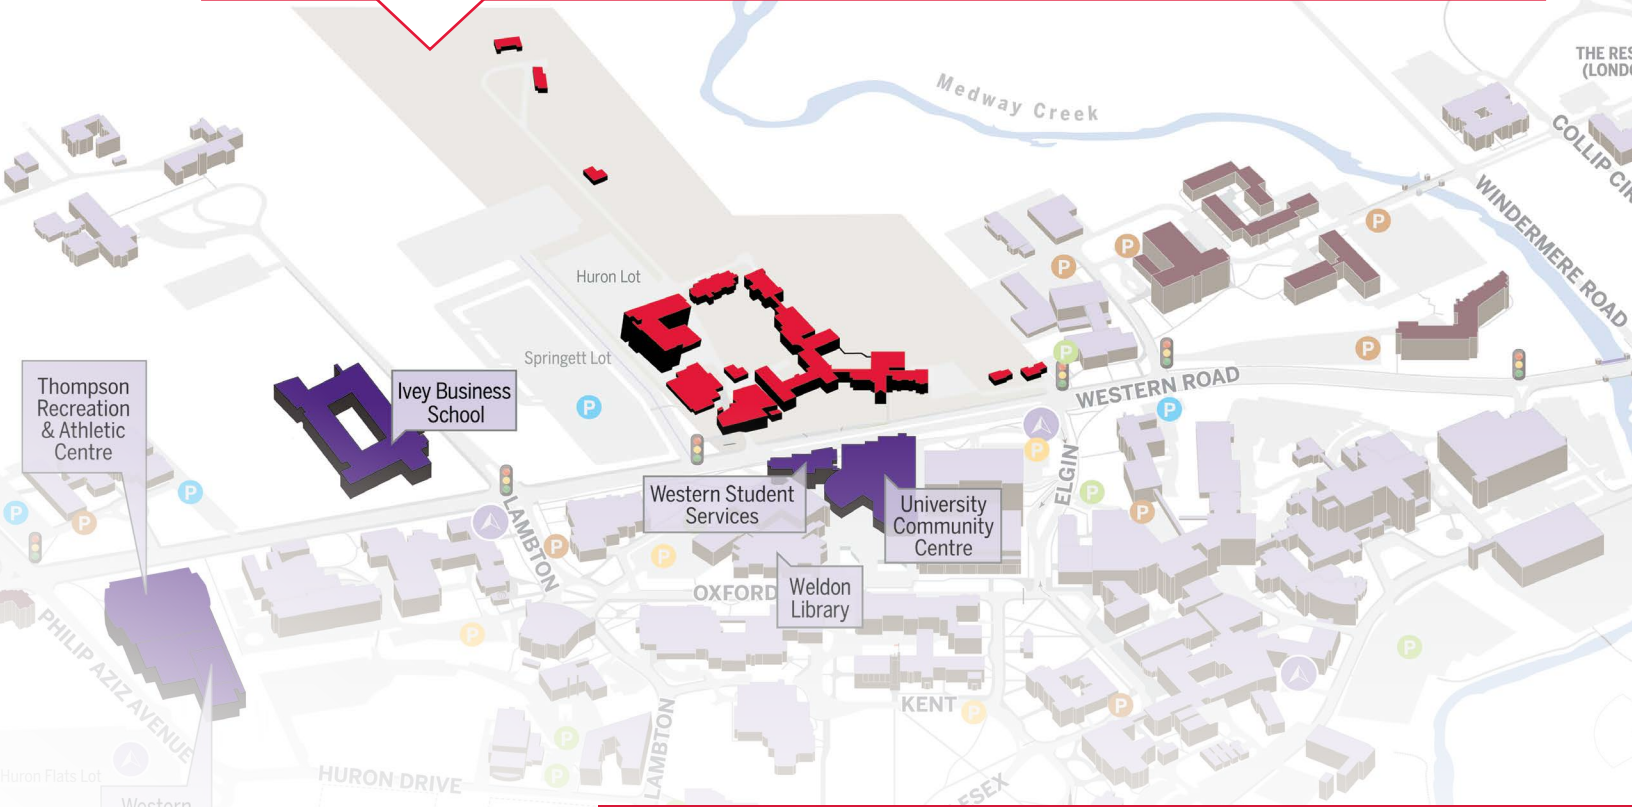 THE RES
(LOND
Medway Creek
COLLIP CIR
WINDERMERE ROAD
P
P
P
Huron Lot
Springett Lot
P
P
WESTERN ROAD
Thompson
Recreation
& Athletic
Centre
Ivey Business
School
P
P
P
ELGIN
P
P
P
P
P
LAMBTON
P
P
Western Student
Services
University
Community
Centre
Weldon
Library
OXFORD
PHILIP AZIZ AVENUE
P
P
KENT
P
P
LAMBTON
P
P
Huron Flats Lot
HURON DRIVE
ESEX
Western